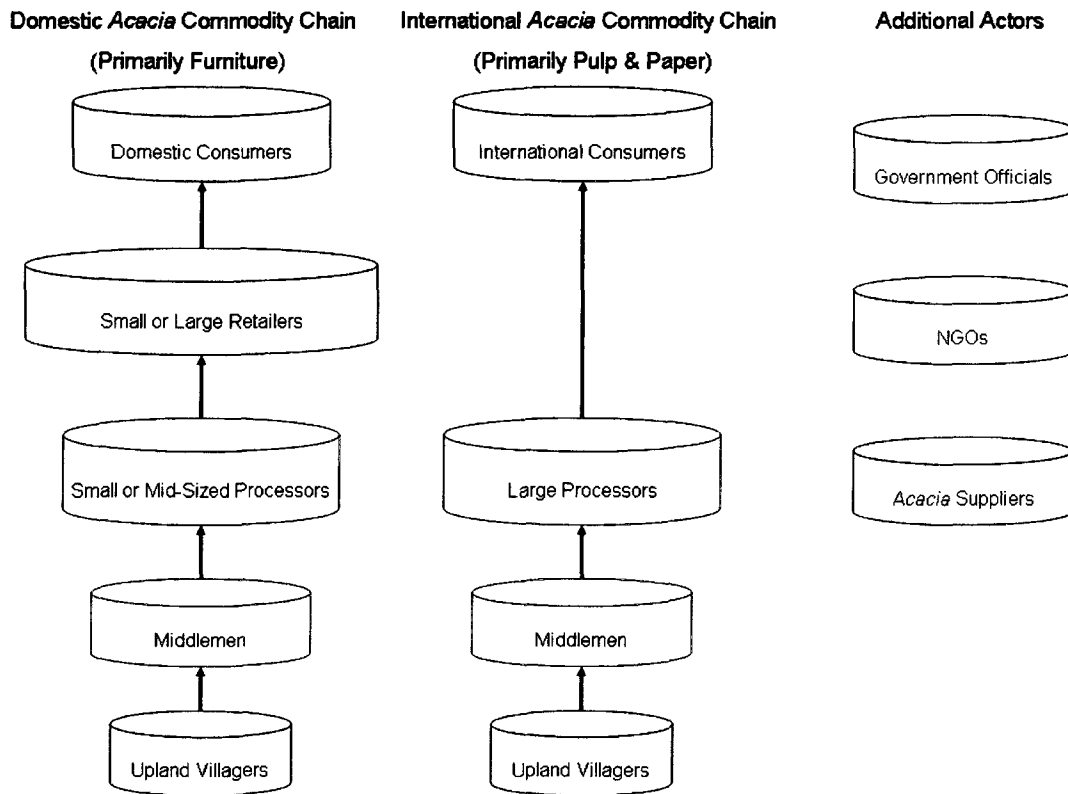 Domestic Acacia Commodity Chain
(Primarily Furniture)
Domestic Consumers
Small or Large Retailers
Small or Mid-Sized Processors
Middlemen
Upland Villagers
International Acacia Commodity Chain
(Primarily Pulp & Paper)
International Consumers
Large Processors
Middlemen
Upland Villagers
Additional Actors
Government Officials
NGOs
Acacia Suppliers